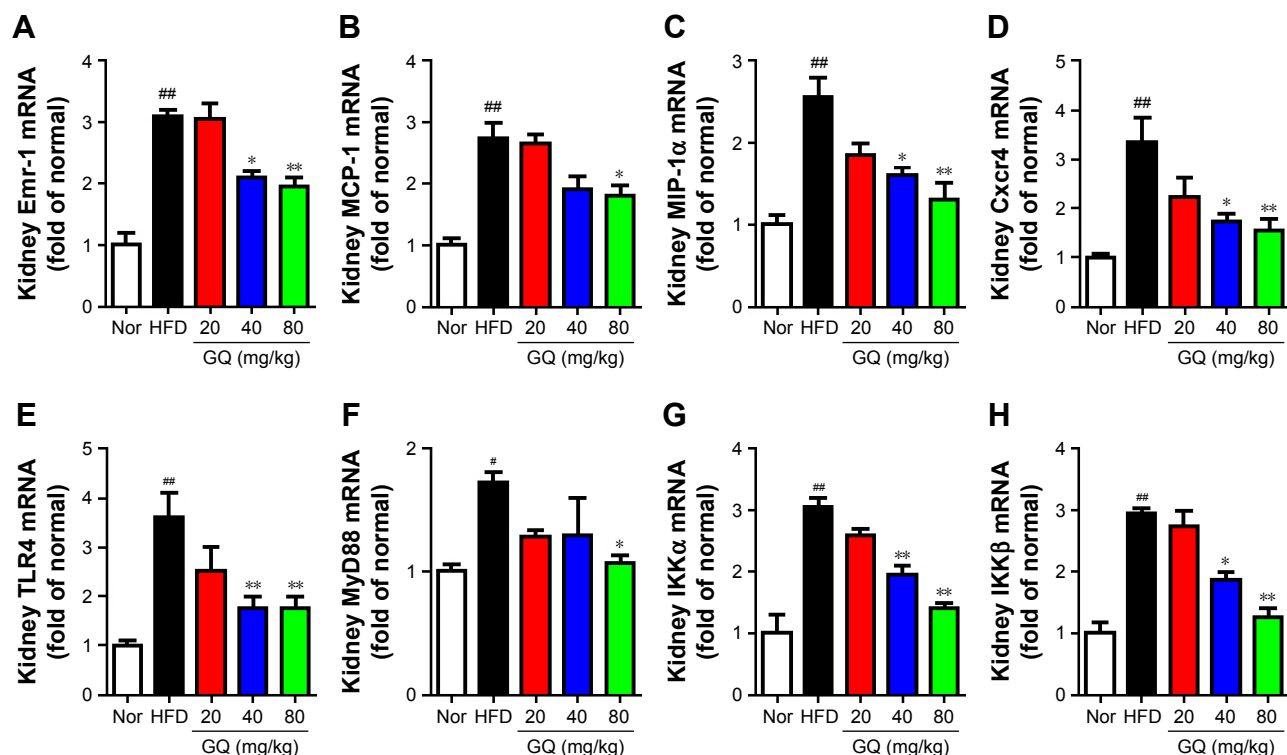 A
Kidney Emr-1 mRNA
(fold of normal)
4
3
2
1
0
##
*
**
Nor HFD 20 40 80
GQ (mg/kg)
B
Kidney MCP-1 mRNA
(fold of normal)
4
3
2
1
0
##
*
Nor HFD 20 40 80
GQ (mg/kg)
C
Kidney MIP-1α mRNA
(fold of normal)
3
2
1
0
##
*
**
Nor HFD 20 40 80
GQ (mg/kg)
D
Kidney Cxcr4 mRNA
(fold of normal)
5
4
3
2
1
0
##
*
**
Nor HFD 20 40 80
GQ (mg/kg)
E
Kidney TLR4 mRNA
(fold of normal)
5
4
3
2
1
0
##
**
**
Nor HFD 20 40 80
GQ (mg/kg)
F
Kidney MyD88 mRNA
(fold of normal)
2
1
0
#
*
Nor HFD 20 40 80
GQ (mg/kg)
G
Kidney IKKα mRNA
(fold of normal)
4
3
2
1
0
##
**
**
Nor HFD 20 40 80
GQ (mg/kg)
H
Kidney IKKβ mRNA
(fold of normal)
4
3
2
1
0
##
*
**
Nor HFD 20 40 80
GQ (mg/kg)